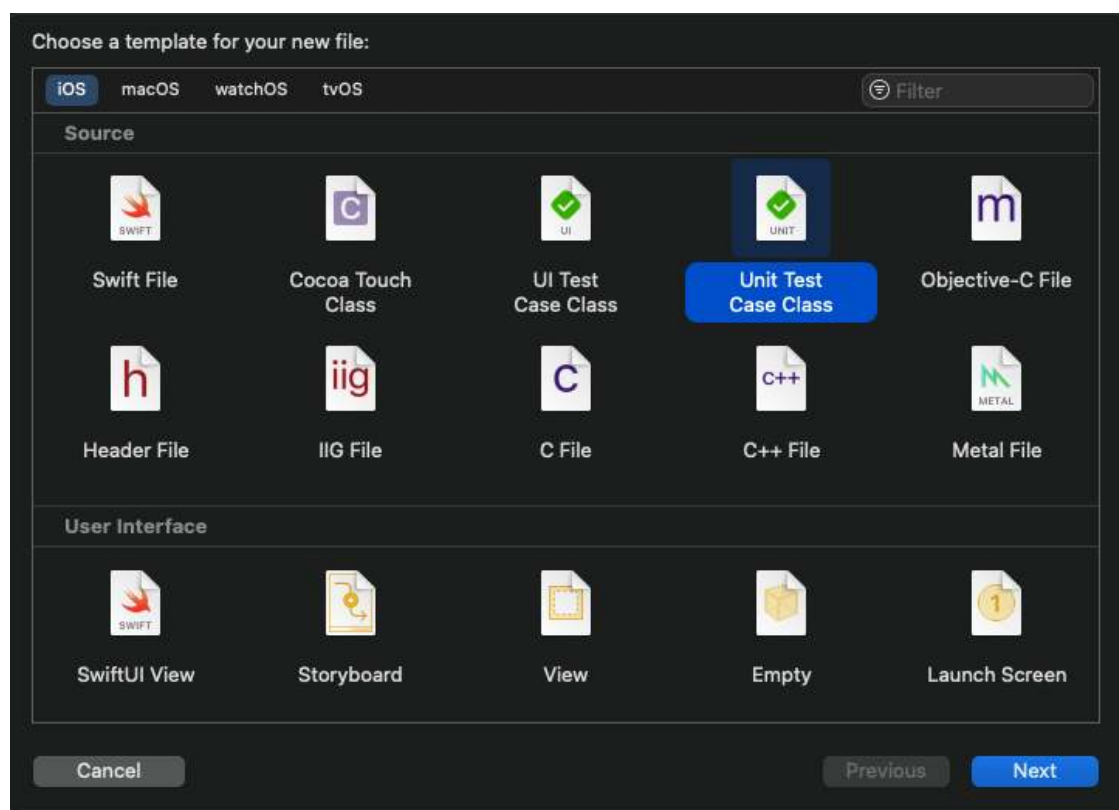 Choose a template for your new file:
iOS macOS watchOS tvOS Filter
Source
SWIFT UI UNIT
C m
Swift File Cocoa Touch Class UI Test Case Class Unit Test Case Class Objective-C File
h iig C C++ METAL
Header File IIG File C File C++ File Metal File
User Interface
SWIFT 1
SwiftUI View Storyboard View Empty Launch Screen
Cancel Previous Next